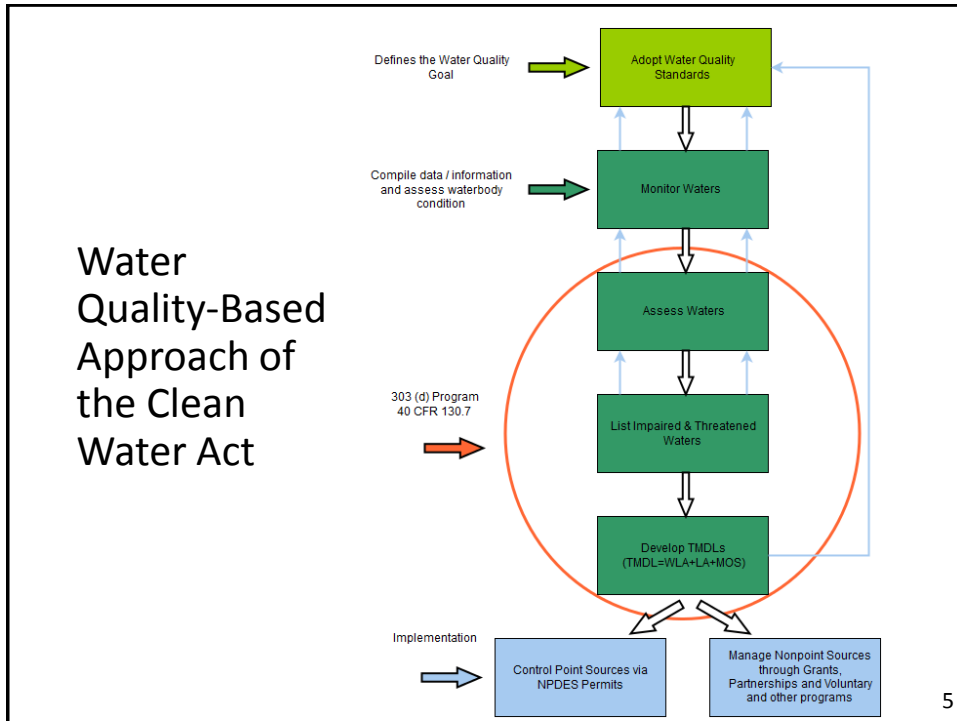 Water
Quality-Based
Approach of
the Clean
Water Act
Defines the Water Quality
Goal
Adopt Water Quality
Standards
Compile data / information
and assess waterbody
condition
Monitor Waters
Assess Waters
303 (d) Program
40 CFR 130.7
List Impaired & Threatened
Waters
Develop TMDLs
(TMDL=WLA+LA+MOS)
Implementation
Control Point Sources via
NPDES Permits
Manage Nonpoint Sources
through Grants,
Partnerships and Voluntary
and other programs
5